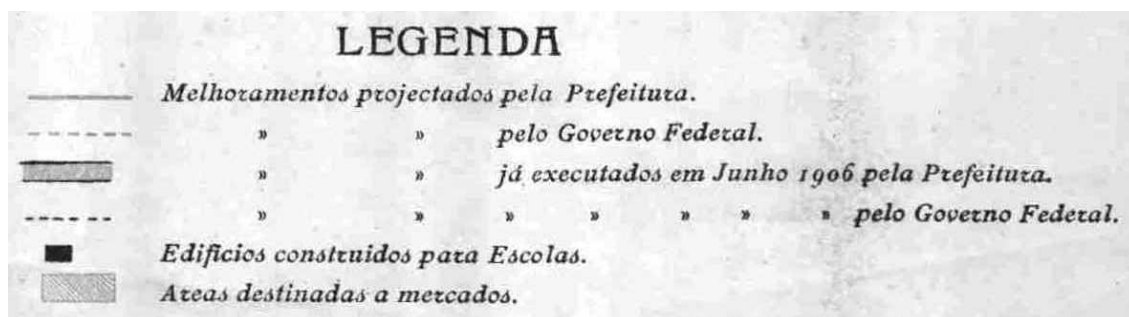 LEGENDA
Melhoramentos projectados pela Prefeitura.
» » pelo Governo Federal.
» » já executados em Junho 1906 pela Prefeitura.
» » » » » » » pelo Governo Federal.
Edificios construidos para Escolas.
Areas destinadas a mercados.